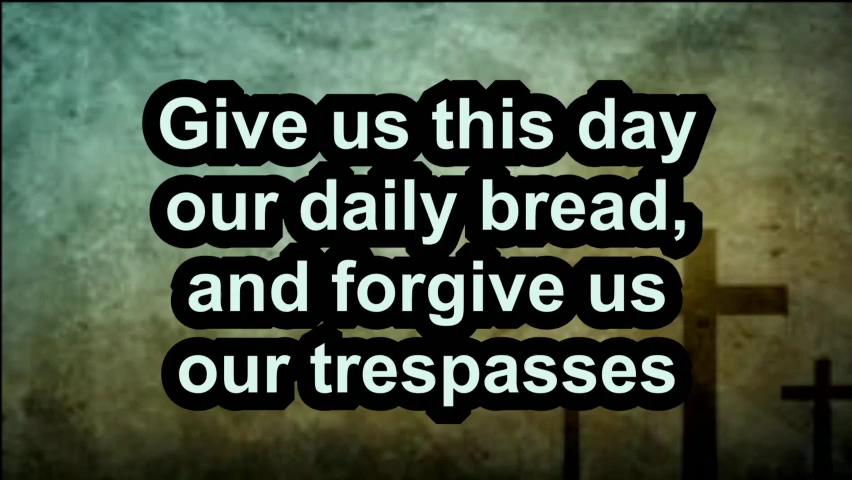 Give us this day
our daily bread,
and forgive us
our trespasses